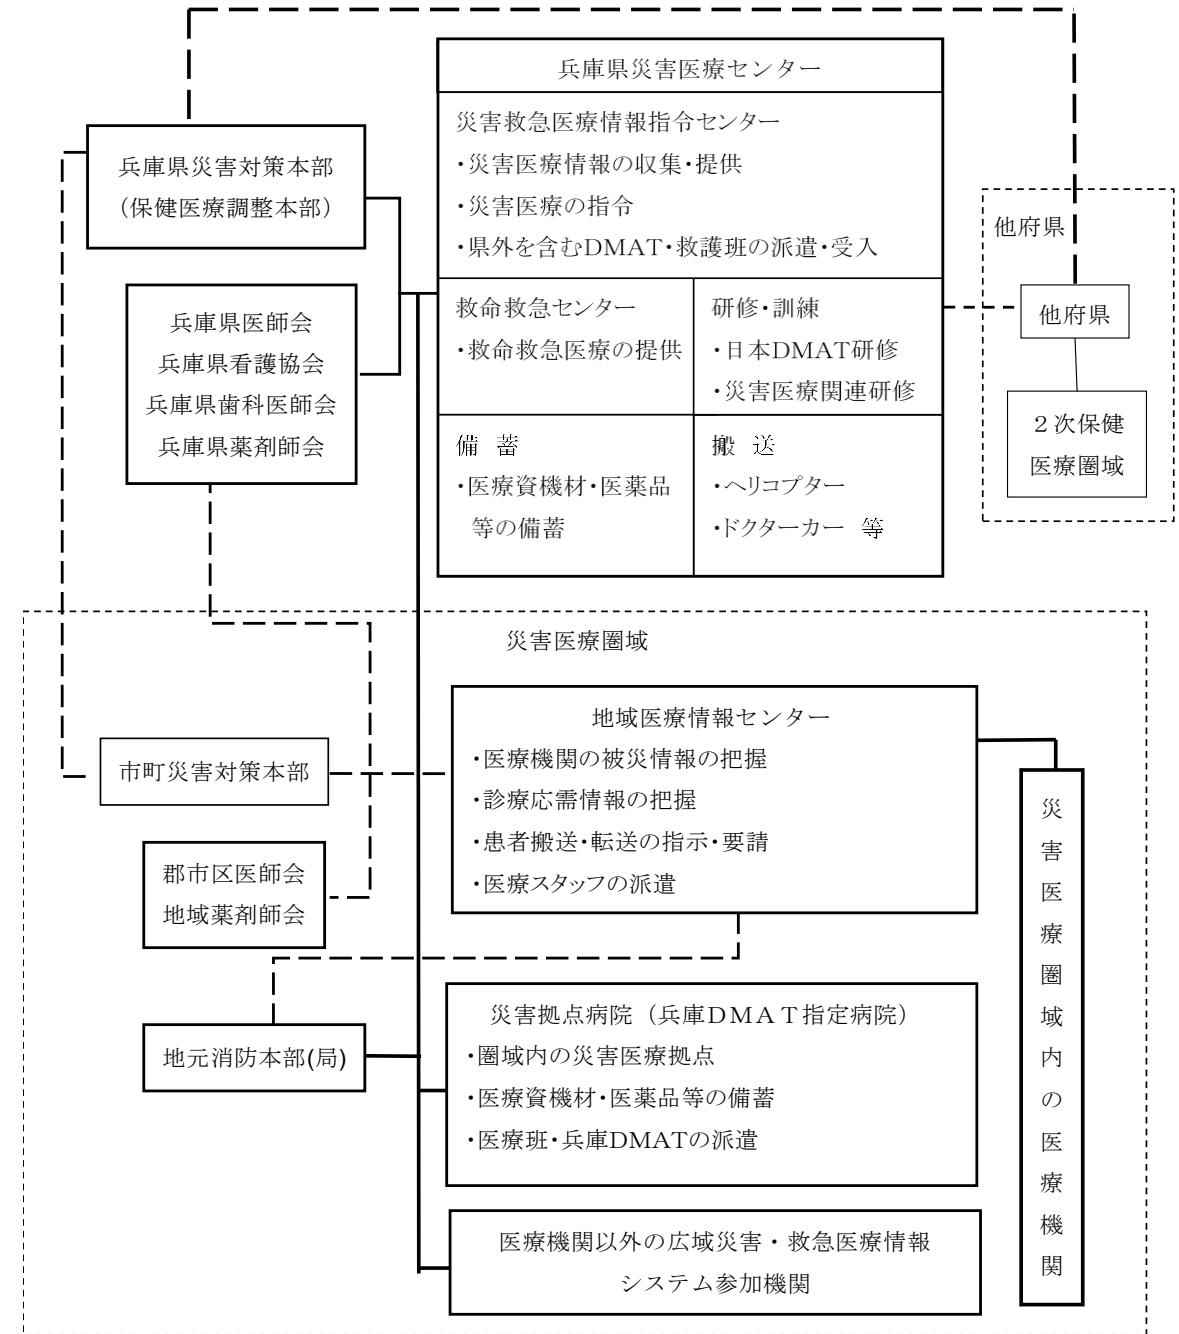 兵庫県災害医療センター
災害救急医療情報指令センター
・災害医療情報の収集・提供
・災害医療の指令
・県外を含むDMAT・救護班の派遣・受入
救命救急センター
・救命救急医療の提供
研修・訓練
・日本DMAT研修
・災害医療関連研修
備　蓄
・医療資機材・医薬品
等の備蓄
搬　送
・ヘリコプター
・ドクターカー　等
兵庫県災害対策本部
（保健医療調整本部）
兵庫県医師会
兵庫県看護協会
兵庫県歯科医師会
兵庫県薬剤師会
他府県
他府県
２次保健
医療圏域
災害医療圏域
地域医療情報センター
・医療機関の被災情報の把握
・診療応需情報の把握
・患者搬送・転送の指示・要請
・医療スタッフの派遣
市町災害対策本部
郡市区医師会
地域薬剤師会
地元消防本部(局)
災害拠点病院（兵庫DMAT指定病院）
・圏域内の災害医療拠点
・医療資機材・医薬品等の備蓄
・医療班・兵庫DMATの派遣
医療機関以外の広域災害・救急医療情報
システム参加機関
災害医療圏域内の医療機関